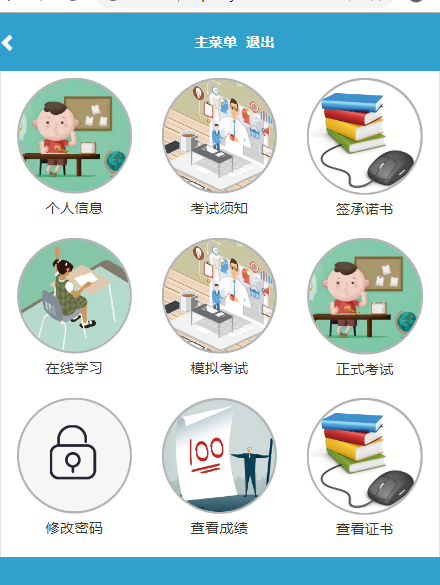 主菜单 退出
个人信息
考试须知
签承诺书
在线学习
模拟考试
正式考试
100
修改密码
查看成绩
查看证书